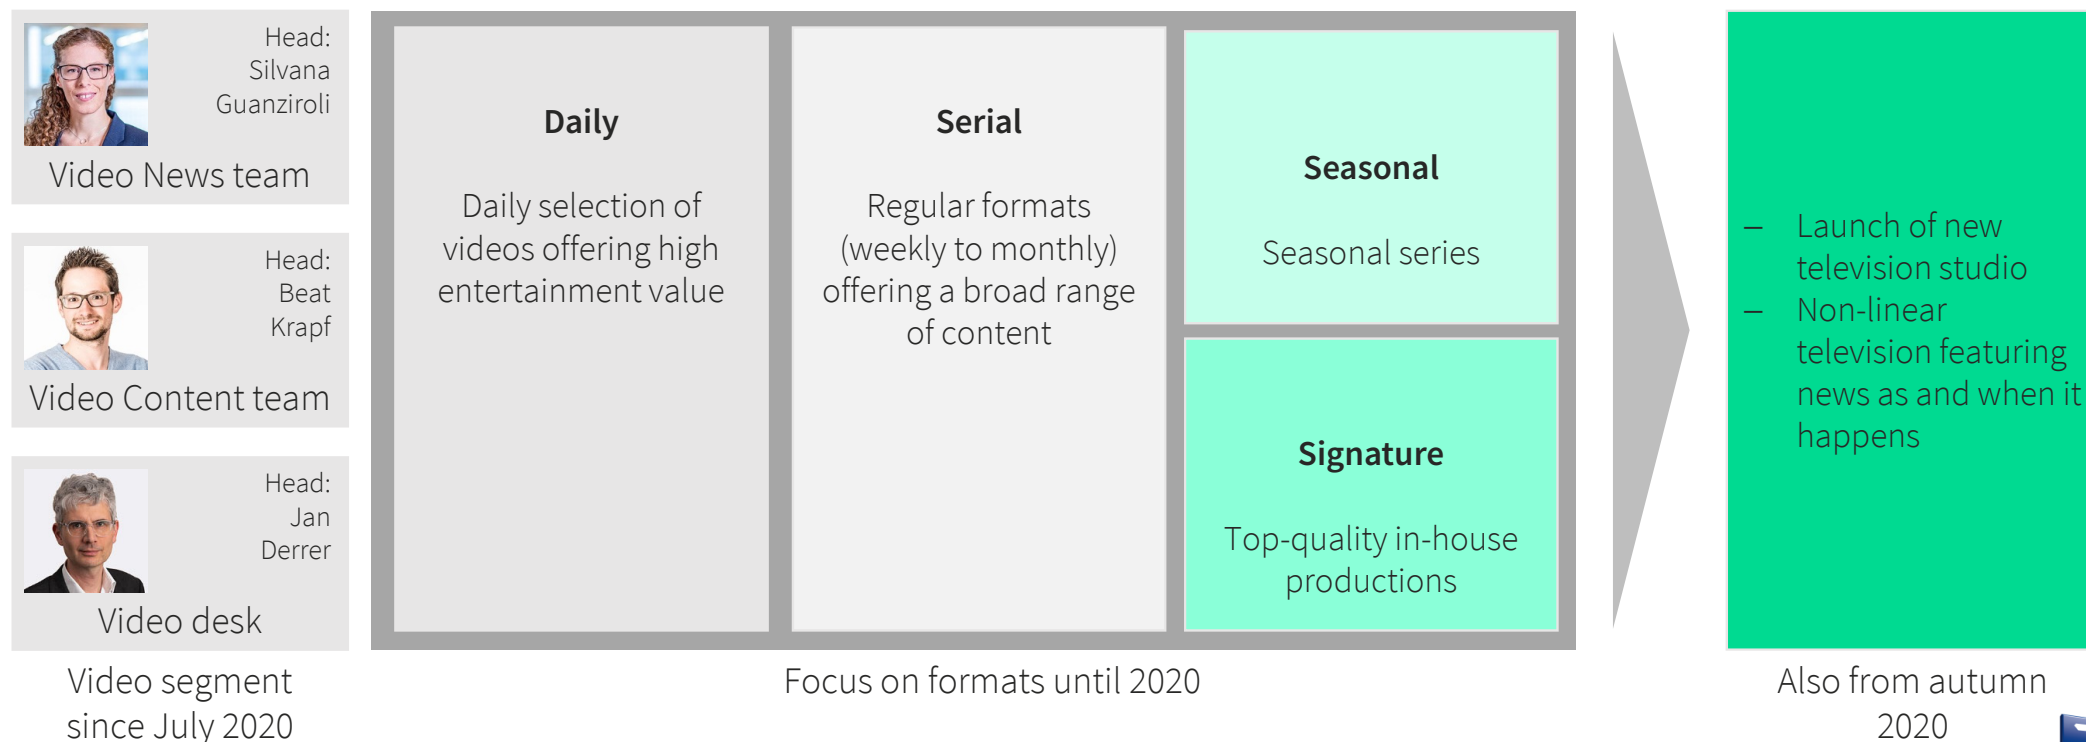 Head:
Silvana
Guanziroli
Video News team
Head:
Beat
Krapf
Video Content team
Head:
Jan
Derrer
Video desk
Video segment
since July 2020
Daily
Daily selection of
videos offering high
entertainment value
Serial
Regular formats
(weekly to monthly)
offering a broad range
of content
Seasonal
Seasonal series
Signature
Top-quality in-house
productions
Focus on formats until 2020
– Launch of new
television studio
– Non-linear
television featuring
news as and when it
happens
Also from autumn
2020